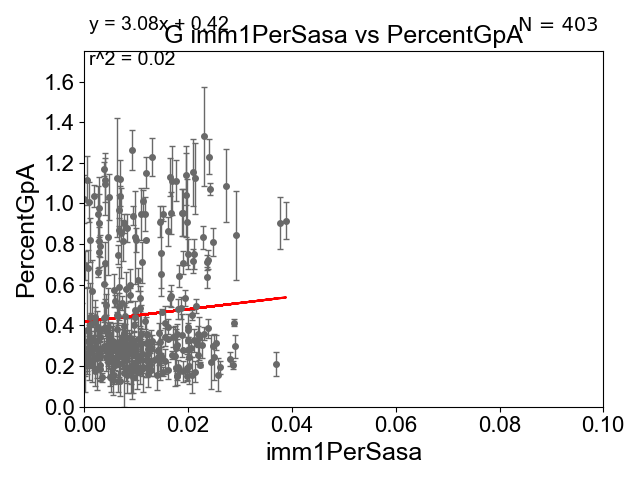 y = 3.08x + 0.42
N = 403
G imm1PerSasa vs PercentGpA
r^2 = 0.02
PercentGpA
1.6
1.4
1.2
1.0
0.8
0.6
0.4
0.2
0.0
0.00 0.02 0.04 0.06 0.08 0.10
imm1PerSasa